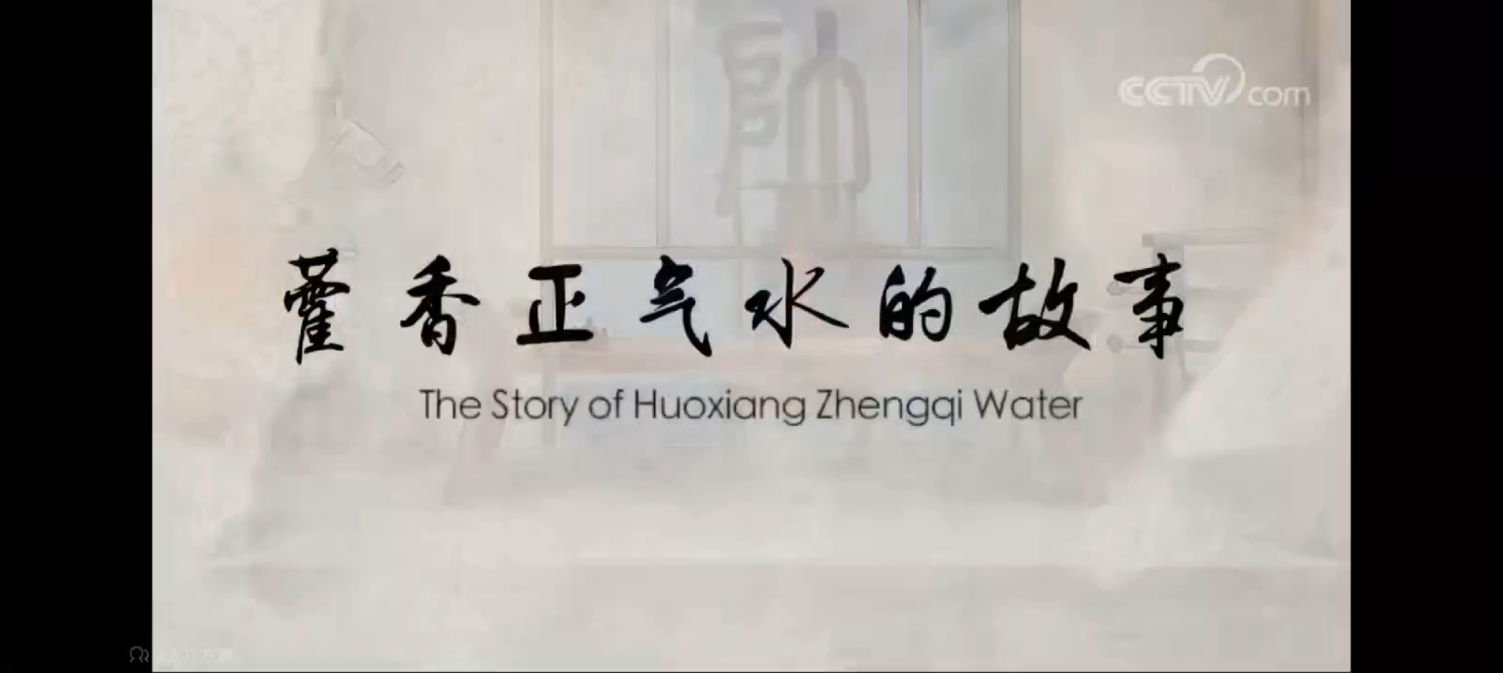 CCTV.com
藿香正气水的故事
The Story of Huoxiang Zhengqi Water